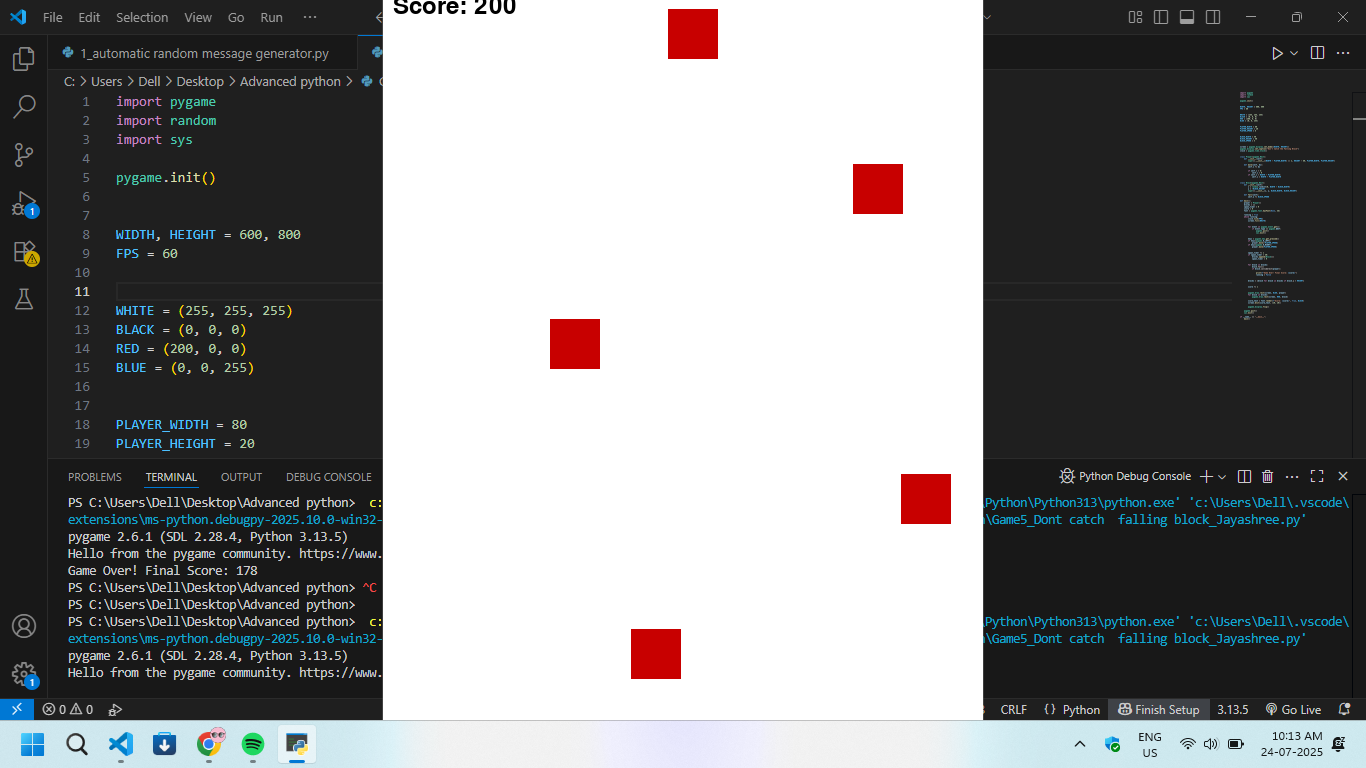 File Edit Selection View Go Run ···
Score: 200
1_automatic random message generator.py
C: > Users > Dell > Desktop > Advanced python >
1 import pygame
2 import random
3 import sys
4
5 pygame.init()
6
7
8 WIDTH, HEIGHT = 600, 800
9 FPS = 60
10
11
12 WHITE = (255, 255, 255)
13 BLACK = (0, 0, 0)
14 RED = (200, 0, 0)
15 BLUE = (0, 0, 255)
16
17
18 PLAYER_WIDTH = 80
19 PLAYER_HEIGHT = 20
PROBLEMS TERMINAL OUTPUT DEBUG CONSOLE Python Debug Console
PS C:\Users\Dell\Desktop\Advanced python> c: Python\Python313\python.exe' 'c:\Users\Dell\.vscode\
extensions\ms-python.debugpy-2025.10.0-win32- \Game5_Dont catch  falling block_Jayashree.py'
pygame 2.6.1 (SDL 2.28.4, Python 3.13.5)
Hello from the pygame community. https://www.
Game Over! Final Score: 178
PS C:\Users\Dell\Desktop\Advanced python> ^C
PS C:\Users\Dell\Desktop\Advanced python>
PS C:\Users\Dell\Desktop\Advanced python> c: Python\Python313\python.exe' 'c:\Users\Dell\.vscode\
extensions\ms-python.debugpy-2025.10.0-win32- \Game5_Dont catch  falling block_Jayashree.py'
pygame 2.6.1 (SDL 2.28.4, Python 3.13.5)
Hello from the pygame community. https://www.
1
1
0 0 CRLF {} Python Finish Setup 3.13.5 Go Live
ENG
US
10:13 AM
24-07-2025